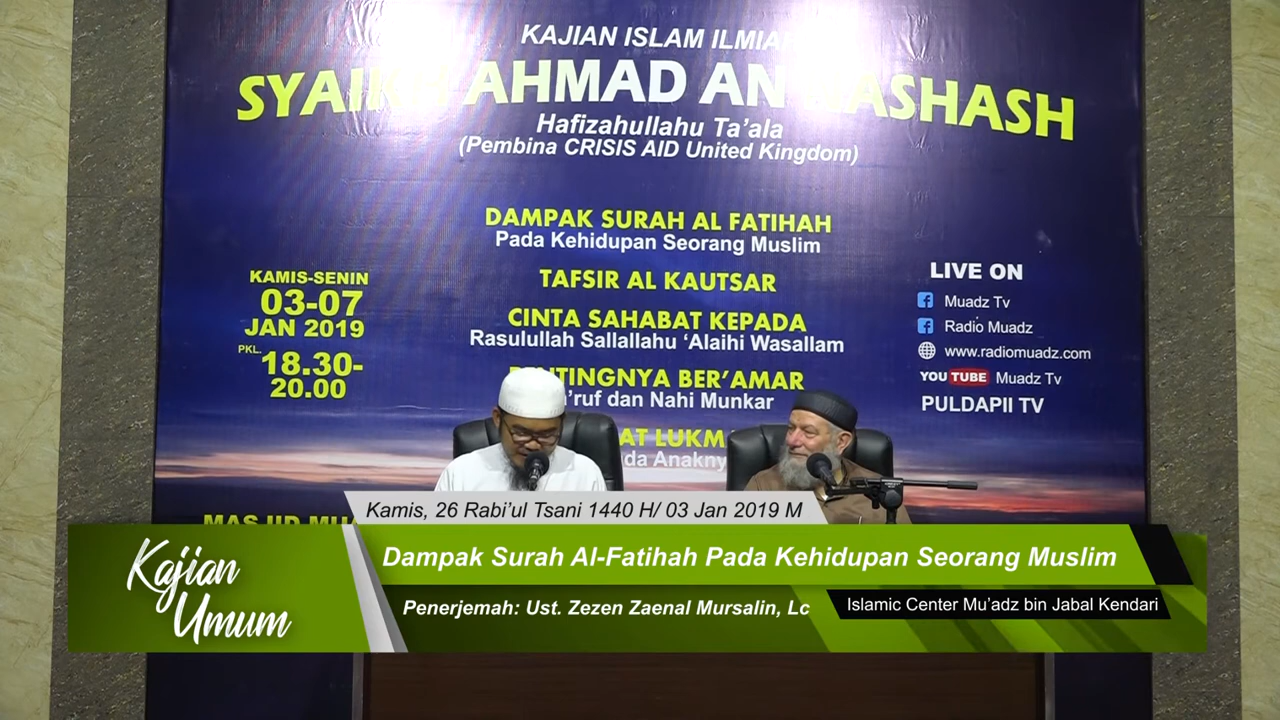 KAJIAN ISLAM
SYAIKH AHMAD AN
Hafizahullahu Ta'ala
(Pembina CRISIS AID United Kingdom)
DAMPAK SURAH AL FATIHAH
Pada Kehidupan Seorang Muslim
TAFSIR AL KAUTSAR
CINTA SAHABAT KEPADA
Rasulullah Sallallahu 'Alaihi Wasallam
BER'AMAR
dan Nahi Munkar
KAMIS-SENIN
03-07
JAN 2019
PKL.
18.30-
20.00
LIVE ON
Muadz Tv
Radio Muadz
www.radiomuadz.com
YOUTUBE Muadz Tv
PULDAPII TV
Kamis, 26 Rabi'ul Tsani 1440 H/ 03 Jan 2019 M
Kajian
Umum
Dampak Surah Al-Fatihah Pada Kehidupan Seorang Muslim
Penerjemah: Ust. Zezen Zaenal Mursalin, Lc
Islamic Center Mu'adz bin Jabal Kendari